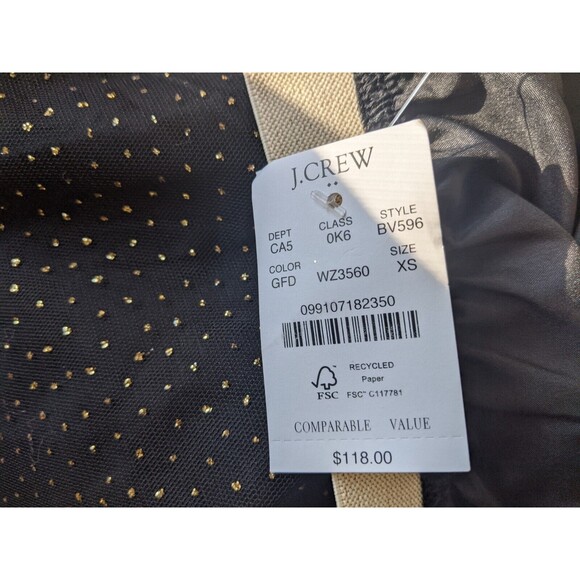 J.CREW
DEPT CLASS STYLE
CA5 0K6 BV596
COLOR SIZE
GFD WZ3560 XS
099107182350
RECYCLED
Paper
FSC FSC® C117781
COMPARABLE VALUE
$118.00